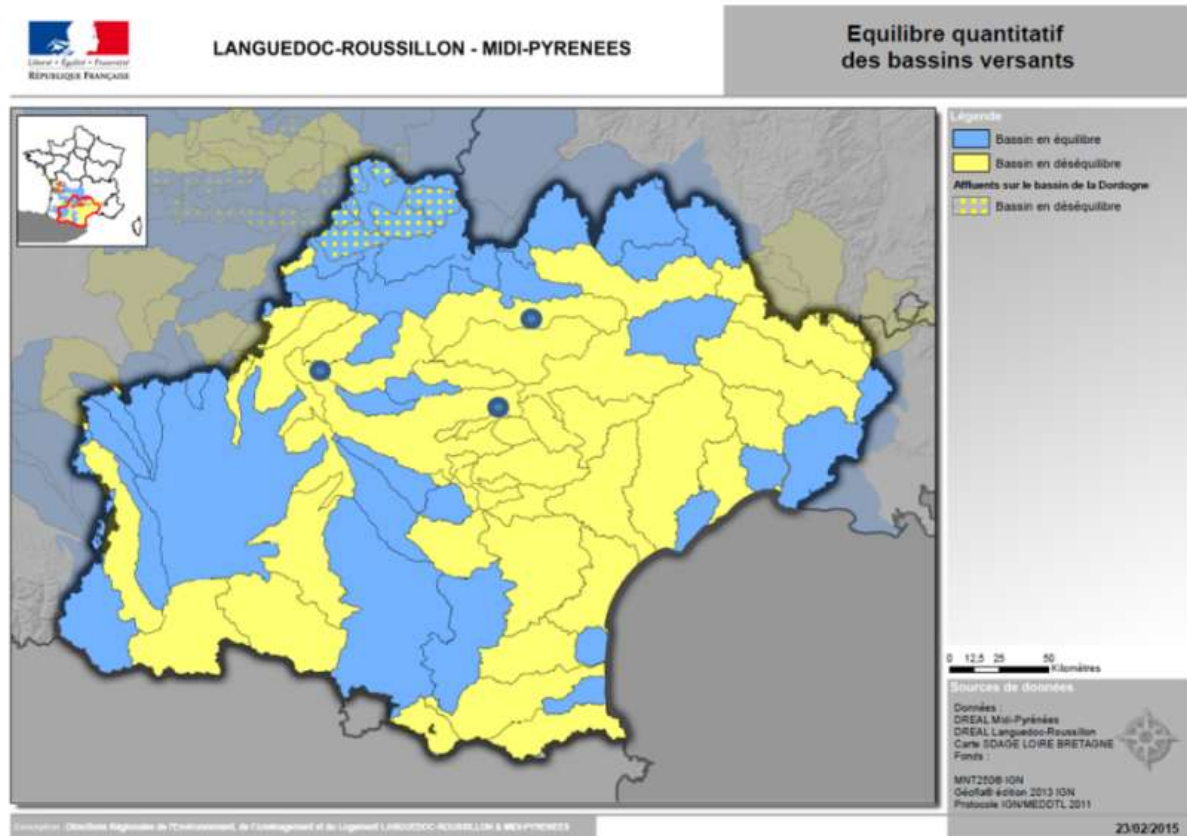 Liberté • Égalité • Fraternité
RÉPUBLIQUE FRANÇAISE
LANGUEDOC-ROUSSILLON - MIDI-PYRENEES
Equilibre quantitatif
des bassins versants
Légende
Bassin en équilibre
Bassin en déséquilibre
Affluents sur le bassin de la Dordogne
Bassin en déséquilibre
0 12,5 25 50
Kilomètres
Sources de données
Données :
DREAL Midi-Pyrénées
DREAL Languedoc-Roussillon
Carte SDAGE LOIRE BRETAGNE
Fonds :
MNT250® IGN
Géofla® édition 2013 IGN
Protocole IGN/MEDDTL 2011
Conception : Directions Régionales de l'Environnement, de l'Aménagement et du Logement LANGUEDOC-ROUSSILLON & MIDI-PYRENEES
23/02/2015